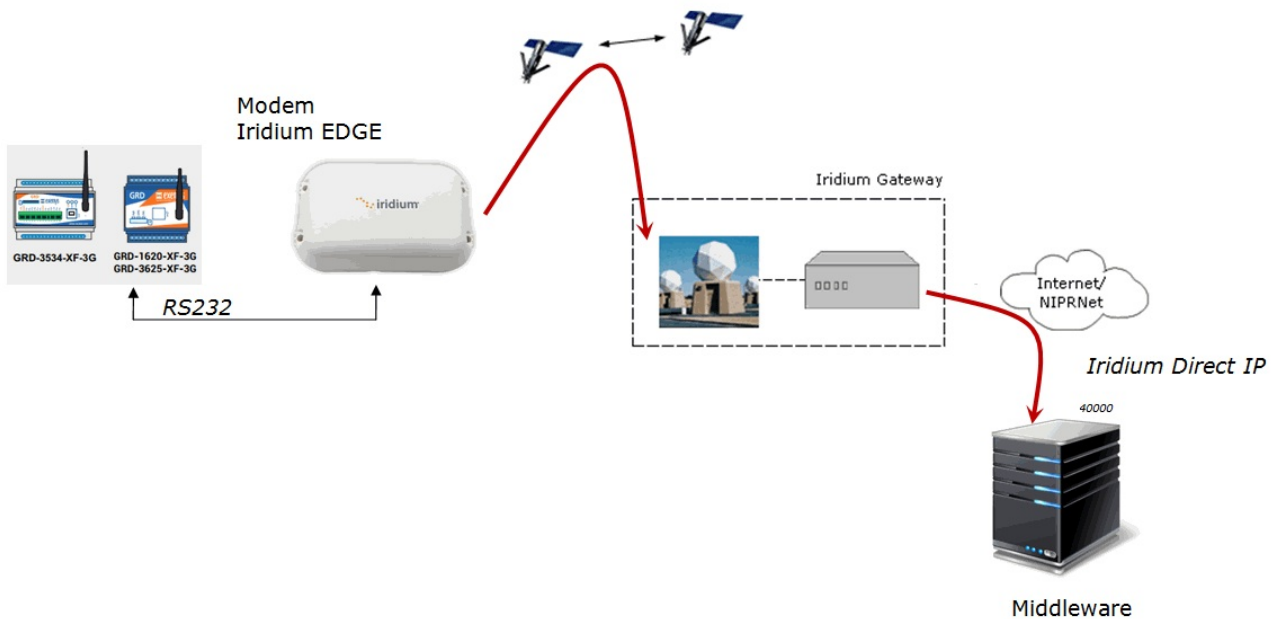 Modem
Iridium EDGE
iridium
GRD
exemys
GRD-3534-XF-3G
GRD-1620-XF-3G
GRD-3625-XF-3G
RS232
Iridium Gateway
Internet/
NIPRNet
Iridium Direct IP
40000
Middleware